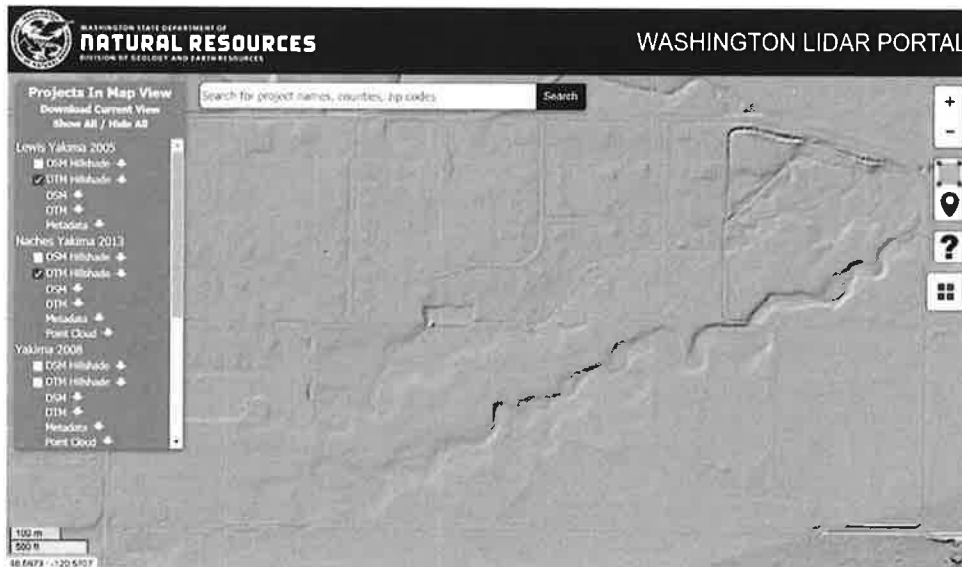 WASHINGTON STATE DEPARTMENT OF
NATURAL RESOURCES
DIVISION OF GEOLOGY AND EARTH RESOURCES
WASHINGTON LIDAR PORTAL
Projects In Map View
Download Current View
Show All / Hide All
Search for project names, counties, zip codes
Search
Lewis Yakima 2005
DSM Hillshade
DTM Hillshade
DSM
DTM
Metadata
Naches Yakima 2013
DSM Hillshade
DTM Hillshade
DSM
DTM
Metadata
Point Cloud
Yakima 2008
DSM Hillshade
DTM Hillshade
DSM
DTM
Metadata
Point Cloud
+
-
?
100 m
500 ft